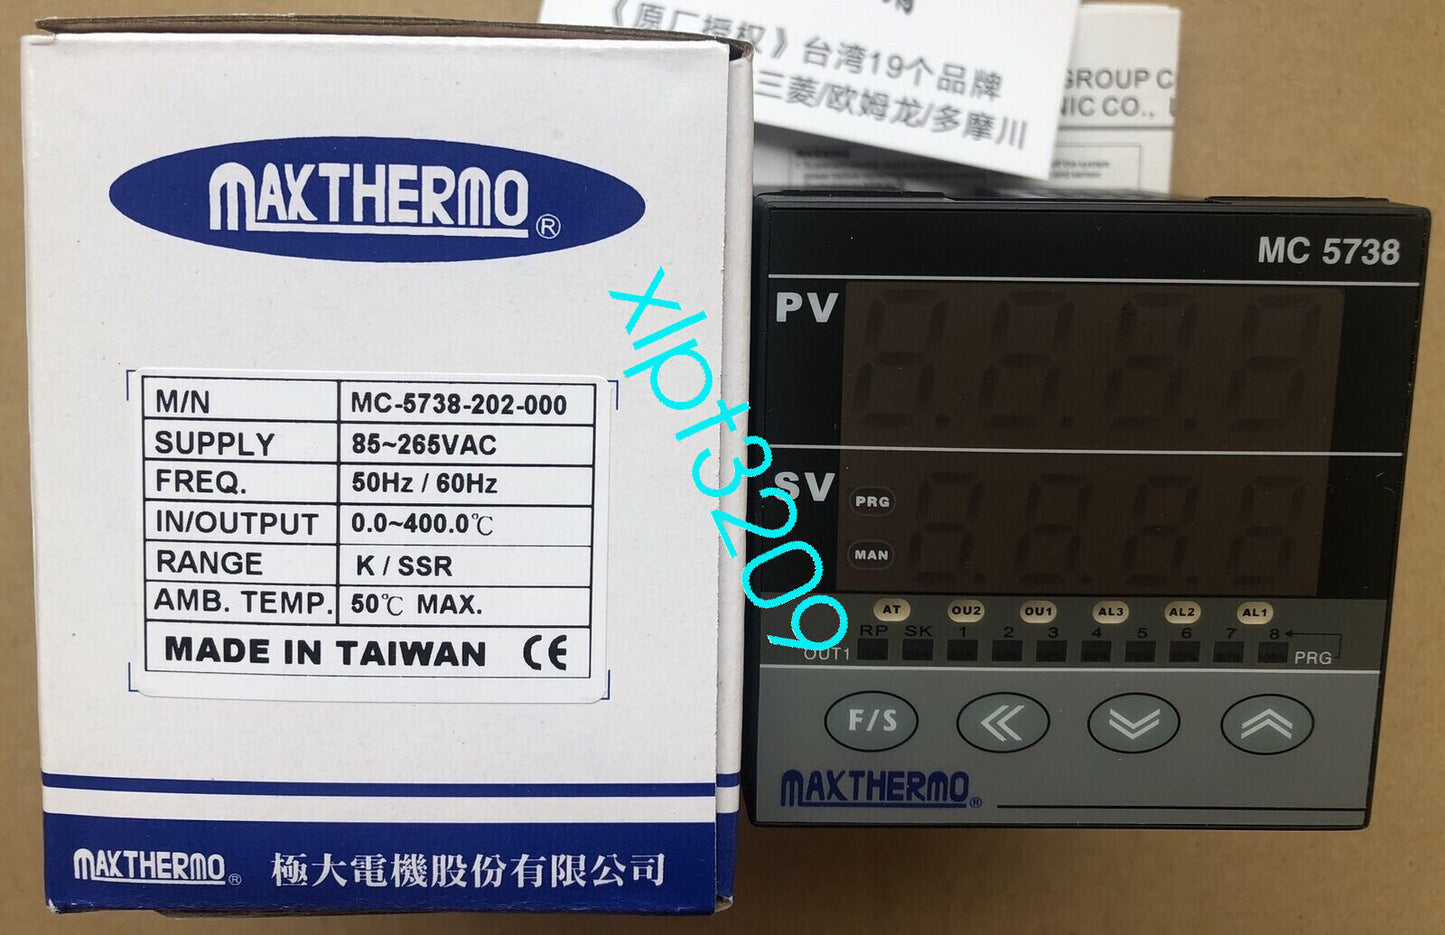 MAXTHERMO ®
M/N MC-5738-202-000
SUPPLY 85~265VAC
FREQ. 50Hz / 60Hz
IN/OUTPUT 0.0~400.0℃
RANGE K / SSR
AMB. TEMP. 50℃ MAX.
MADE IN TAIWAN CE
MAXTHERMO ® 極大電機股份有限公司
《原厂授权》台湾19个品牌
三菱/欧姆龙/多摩川
GROUP C
NIC CO.,
xlpt3209
MC 5738
PV
SV
PRG
MAN
AT OU2 OU1 AL3 AL2 AL1
RP SK 1 2 3 4 5 6 7 8
OUT1 PRG
F/S
MAXTHERMO ®